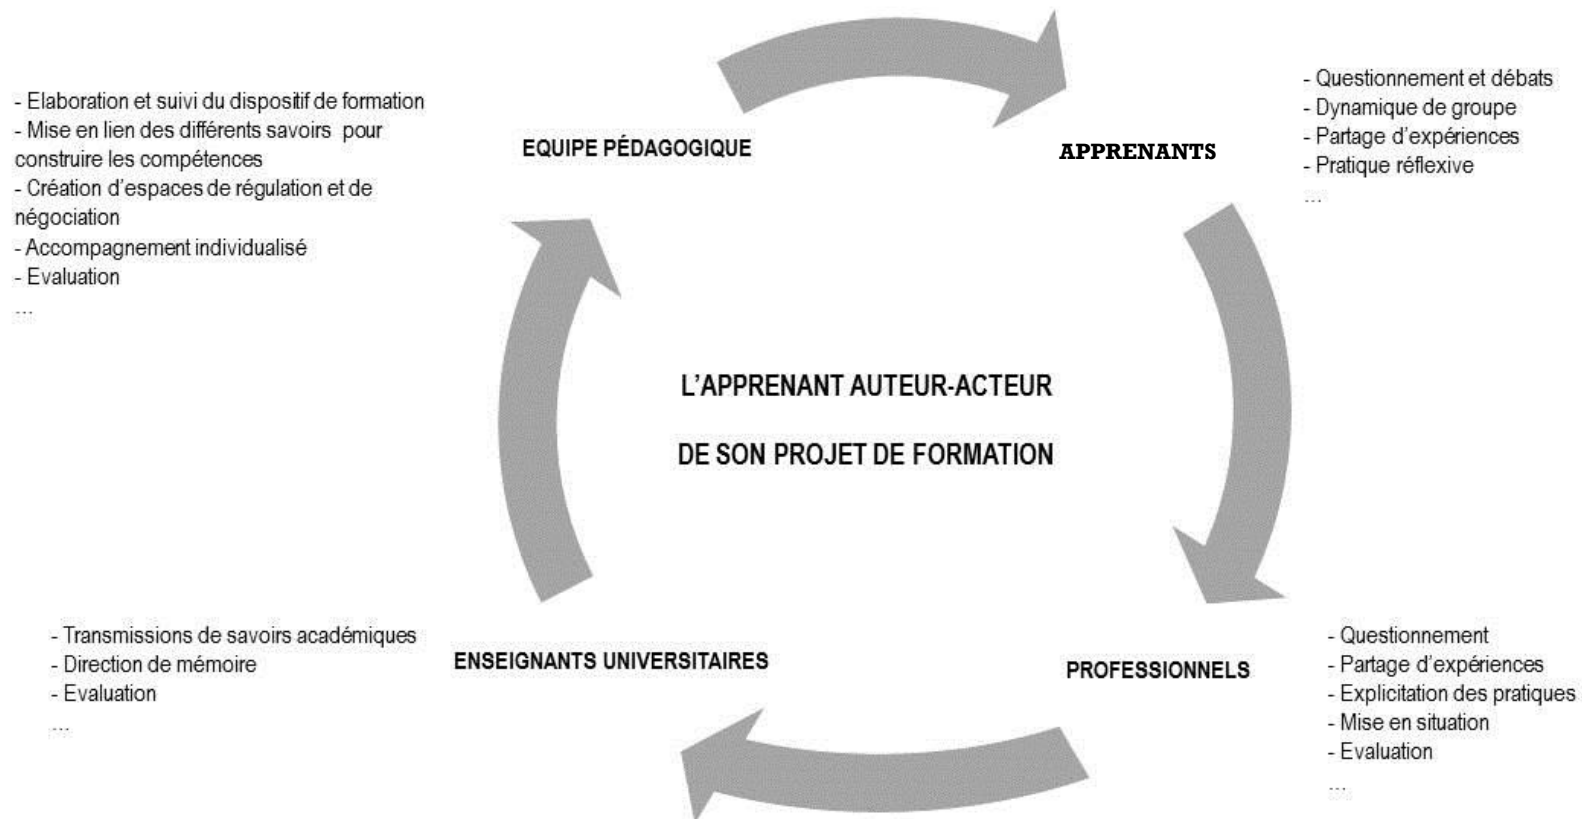 - Elaboration et suivi du dispositif de formation
- Mise en lien des différents savoirs pour
construire les compétences
- Création d'espaces de régulation et de
négociation
- Accompagnement individualisé
- Evaluation
...
EQUIPE PÉDAGOGIQUE
APPRENANTS
- Questionnement et débats
- Dynamique de groupe
- Partage d'expériences
- Pratique réflexive
...
L'APPRENANT AUTEUR-ACTEUR
DE SON PROJET DE FORMATION
- Transmissions de savoirs académiques
- Direction de mémoire
- Evaluation
...
ENSEIGNANTS UNIVERSITAIRES
PROFESSIONNELS
- Questionnement
- Partage d'expériences
- Explicitation des pratiques
- Mise en situation
- Evaluation
...